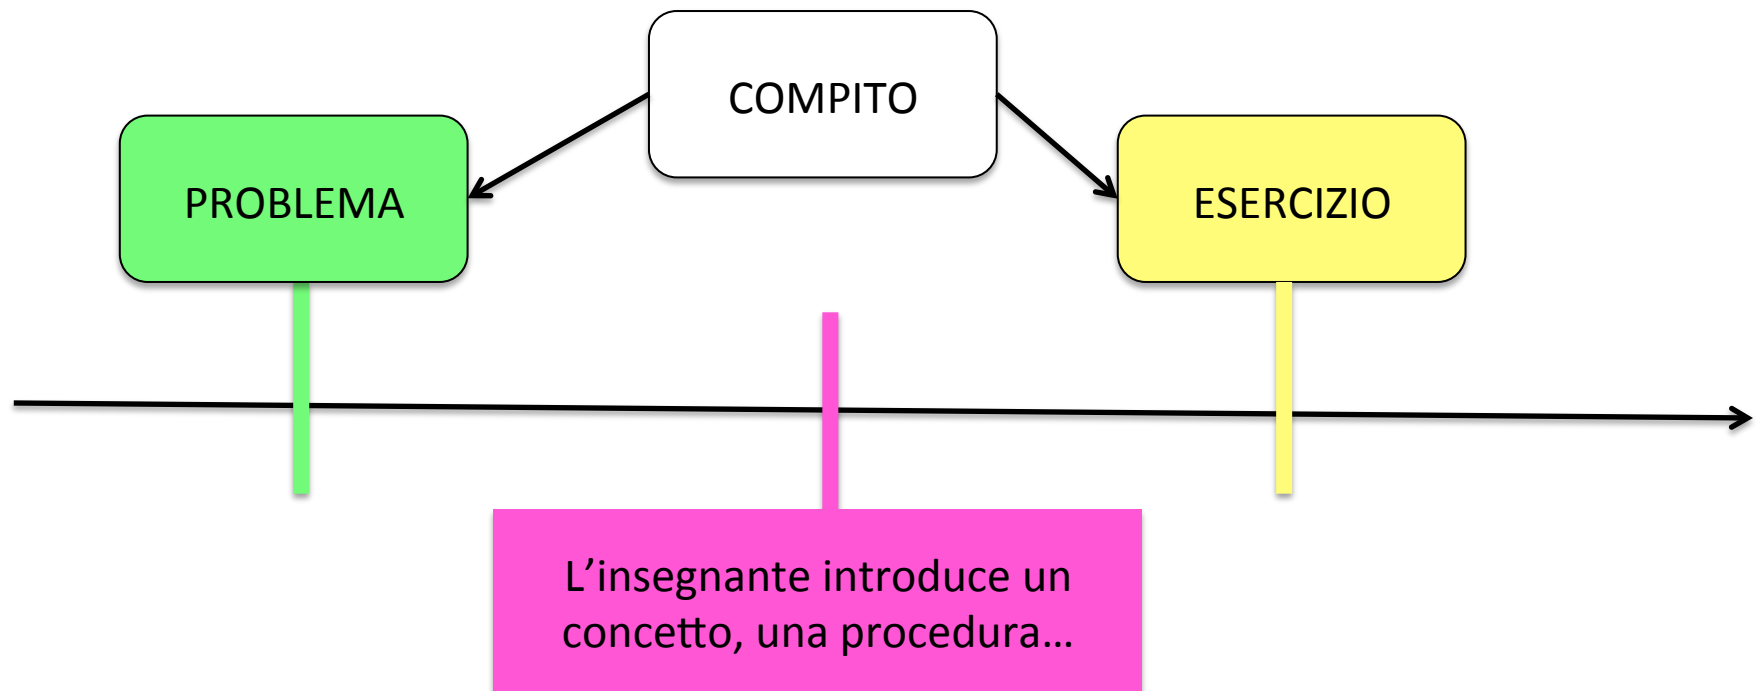 COMPITO
PROBLEMA
ESERCIZIO
L’insegnante introduce un
concetto, una procedura…